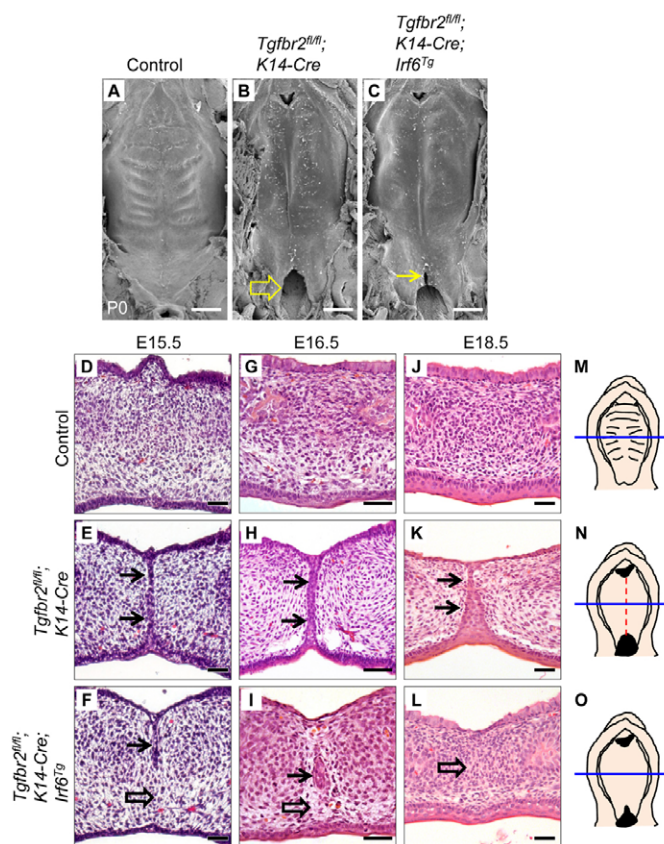 Control
Tgfbr2fl/fl;
K14-Cre
Tgfbr2fl/fl;
K14-Cre;
Irf6Tg
A
B
C
P0
E15.5
E16.5
E18.5
Control
D
G
J
M
Tgfbr2fl/fl;
K14-Cre
E
H
K
N
Tgfbr2fl/fl;
K14-Cre;
Irf6Tg
F
I
L
O